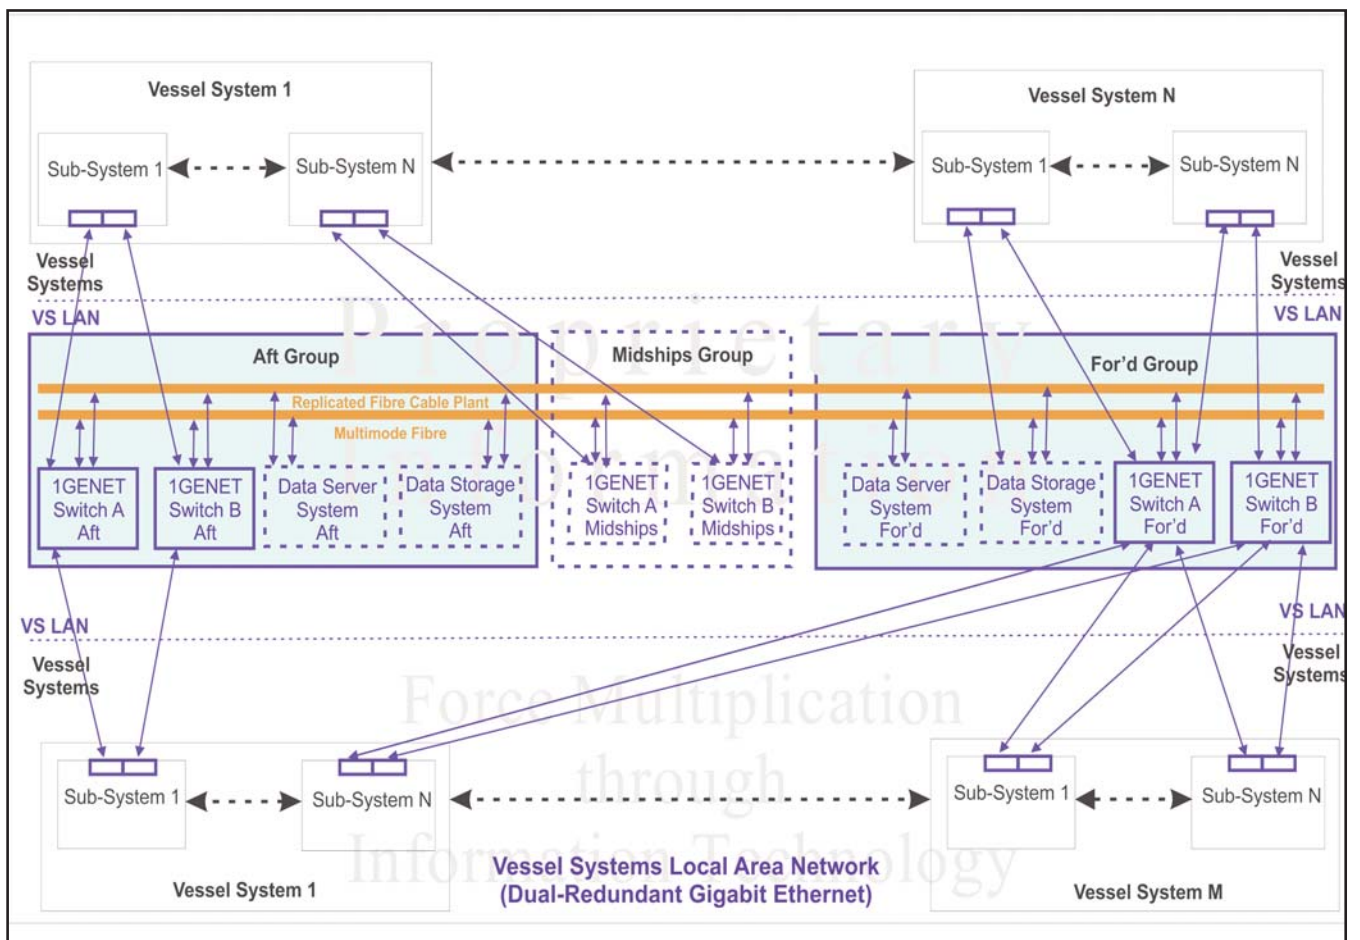 Vessel System 1
Vessel System N
Sub-System 1
Sub-System N
Sub-System 1
Sub-System N
Vessel
Systems
Vessel
Systems
VS LAN
VS LAN
Proprietary
Information
Aft Group
Midships Group
For'd Group
Replicated Fibre Cable Plant
Multimode Fibre
1GENET
Switch A
Aft
1GENET
Switch B
Aft
Data Server
System
Aft
Data Storage
System
Aft
1GENET
Switch A
Midships
1GENET
Switch B
Midships
Data Server
System
For'd
Data Storage
System
For'd
1GENET
Switch A
For'd
1GENET
Switch B
For'd
VS LAN
VS LAN
Vessel
Systems
Vessel
Systems
Force Multiplication
through
Information Technology
Sub-System 1
Sub-System N
Sub-System 1
Sub-System N
Vessel System 1
Vessel Systems Local Area Network
(Dual-Redundant Gigabit Ethernet)
Vessel System M